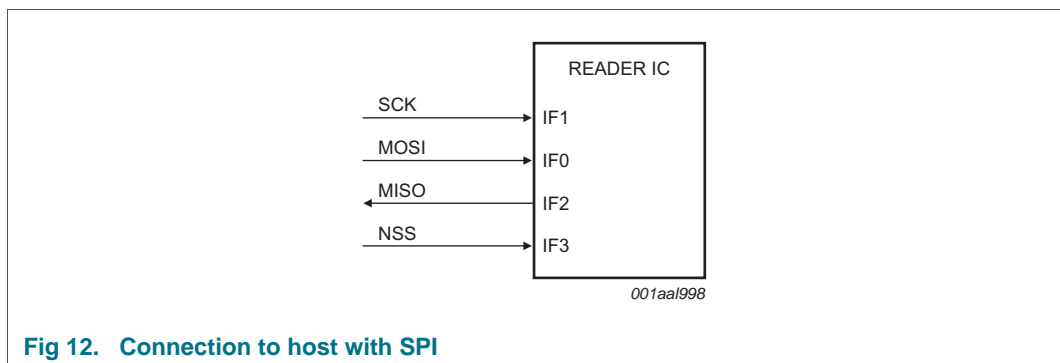 READER IC
SCK
IF1
MOSI
IF0
MISO
IF2
NSS
IF3
001aal998
Fig 12. Connection to host with SPI